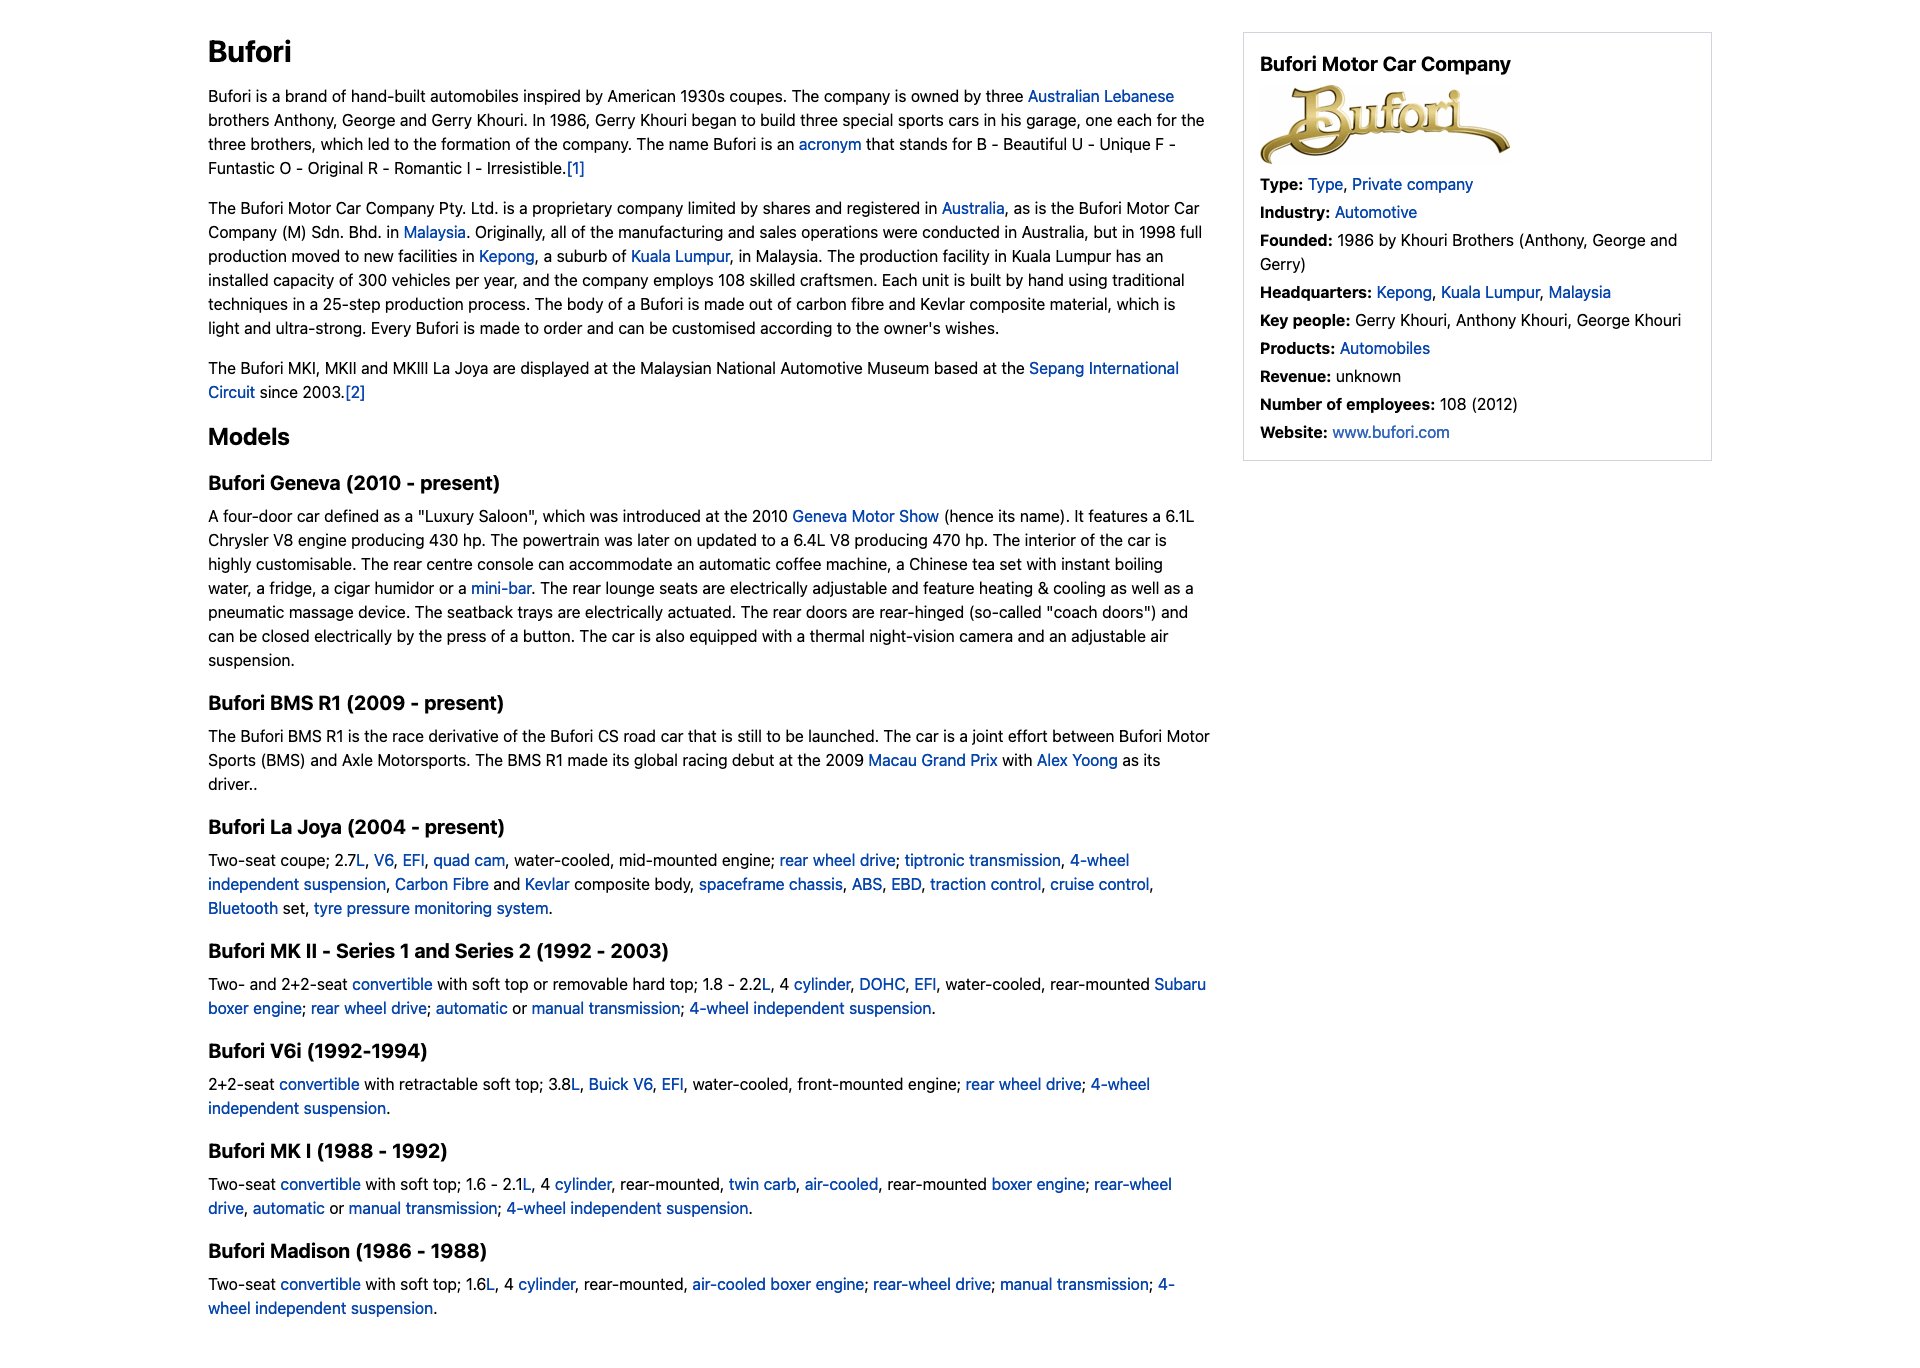 Bufori
Bufori is a brand of hand-built automobiles inspired by American 1930s coupes. The company is owned by three Australian Lebanese
brothers Anthony, George and Gerry Khouri. In 1986, Gerry Khouri began to build three special sports cars in his garage, one each for the
three brothers, which led to the formation of the company. The name Bufori is an acronym that stands for B - Beautiful U - Unique F -
Funtastic O - Original R - Romantic I - Irresistible.[1]
The Bufori Motor Car Company Pty. Ltd. is a proprietary company limited by shares and registered in Australia, as is the Bufori Motor Car
Company (M) Sdn. Bhd. in Malaysia. Originally, all of the manufacturing and sales operations were conducted in Australia, but in 1998 full
production moved to new facilities in Kepong, a suburb of Kuala Lumpur, in Malaysia. The production facility in Kuala Lumpur has an
installed capacity of 300 vehicles per year, and the company employs 108 skilled craftsmen. Each unit is built by hand using traditional
techniques in a 25-step production process. The body of a Bufori is made out of carbon fibre and Kevlar composite material, which is
light and ultra-strong. Every Bufori is made to order and can be customised according to the owner's wishes.
The Bufori MKI, MKII and MKIII La Joya are displayed at the Malaysian National Automotive Museum based at the Sepang International
Circuit since 2003.[2]
Models
Bufori Geneva (2010 - present)
A four-door car defined as a "Luxury Saloon", which was introduced at the 2010 Geneva Motor Show (hence its name). It features a 6.1L
Chrysler V8 engine producing 430 hp. The powertrain was later on updated to a 6.4L V8 producing 470 hp. The interior of the car is
highly customisable. The rear centre console can accommodate an automatic coffee machine, a Chinese tea set with instant boiling
water, a fridge, a cigar humidor or a mini-bar. The rear lounge seats are electrically adjustable and feature heating & cooling as well as a
pneumatic massage device. The seatback trays are electrically actuated. The rear doors are rear-hinged (so-called "coach doors") and
can be closed electrically by the press of a button. The car is also equipped with a thermal night-vision camera and an adjustable air
suspension.
Bufori BMS R1 (2009 - present)
The Bufori BMS R1 is the race derivative of the Bufori CS road car that is still to be launched. The car is a joint effort between Bufori Motor
Sports (BMS) and Axle Motorsports. The BMS R1 made its global racing debut at the 2009 Macau Grand Prix with Alex Yoong as its
driver..
Bufori La Joya (2004 - present)
Two-seat coupe; 2.7L, V6, EFI, quad cam, water-cooled, mid-mounted engine; rear wheel drive; tiptronic transmission, 4-wheel
independent suspension, Carbon Fibre and Kevlar composite body, spaceframe chassis, ABS, EBD, traction control, cruise control,
Bluetooth set, tyre pressure monitoring system.
Bufori MK II - Series 1 and Series 2 (1992 - 2003)
Two- and 2+2-seat convertible with soft top or removable hard top; 1.8 - 2.2L, 4 cylinder, DOHC, EFI, water-cooled, rear-mounted Subaru
boxer engine; rear wheel drive; automatic or manual transmission; 4-wheel independent suspension.
Bufori V6i (1992-1994)
2+2-seat convertible with retractable soft top; 3.8L, Buick V6, EFI, water-cooled, front-mounted engine; rear wheel drive; 4-wheel
independent suspension.
Bufori MK I (1988 - 1992)
Two-seat convertible with soft top; 1.6 - 2.1L, 4 cylinder, rear-mounted, twin carb, air-cooled, rear-mounted boxer engine; rear-wheel
drive, automatic or manual transmission; 4-wheel independent suspension.
Bufori Madison (1986 - 1988)
Two-seat convertible with soft top; 1.6L, 4 cylinder, rear-mounted, air-cooled boxer engine; rear-wheel drive; manual transmission; 4-
wheel independent suspension.
Bufori Motor Car Company
Bufori
Type: Type, Private company
Industry: Automotive
Founded: 1986 by Khouri Brothers (Anthony, George and
Gerry)
Headquarters: Kepong, Kuala Lumpur, Malaysia
Key people: Gerry Khouri, Anthony Khouri, George Khouri
Products: Automobiles
Revenue: unknown
Number of employees: 108 (2012)
Website: www.bufori.com